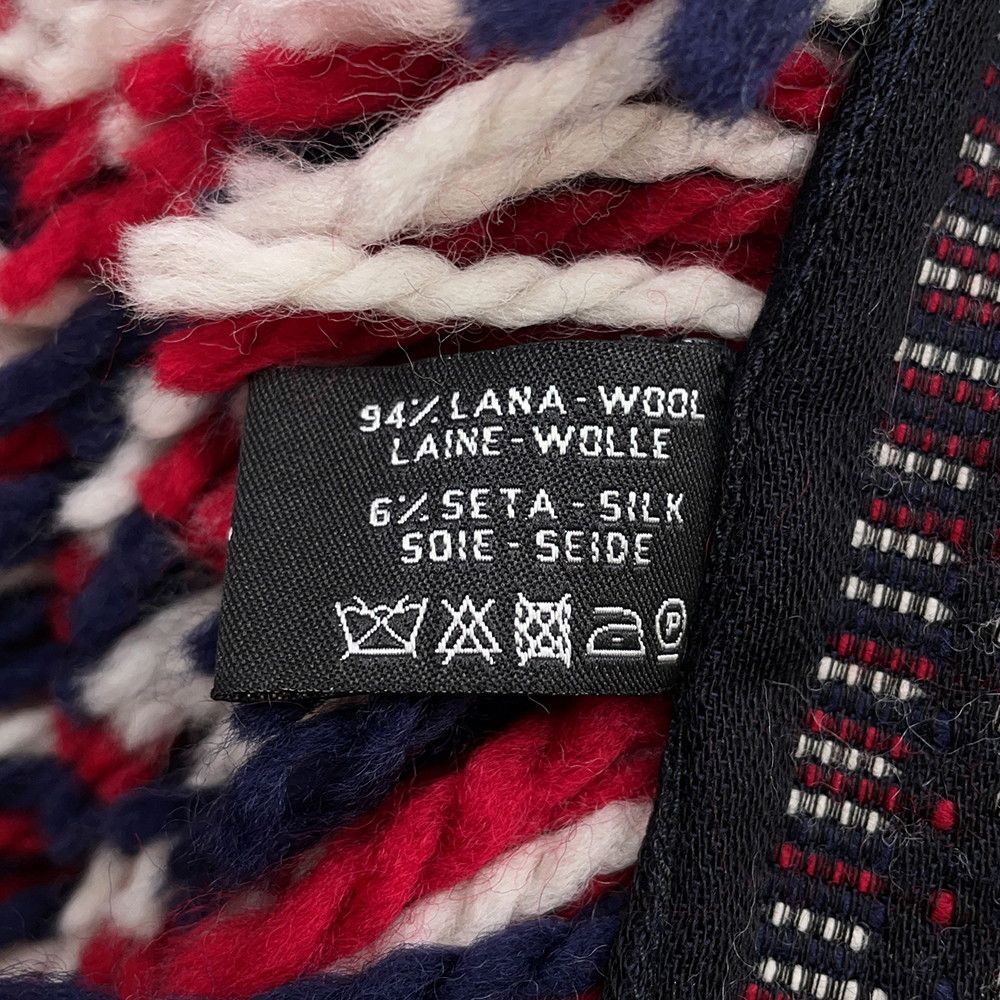 94% LANA - WOOL
LAINE - WOLLE
6% SETA - SILK
SOIE - SEIDE
P